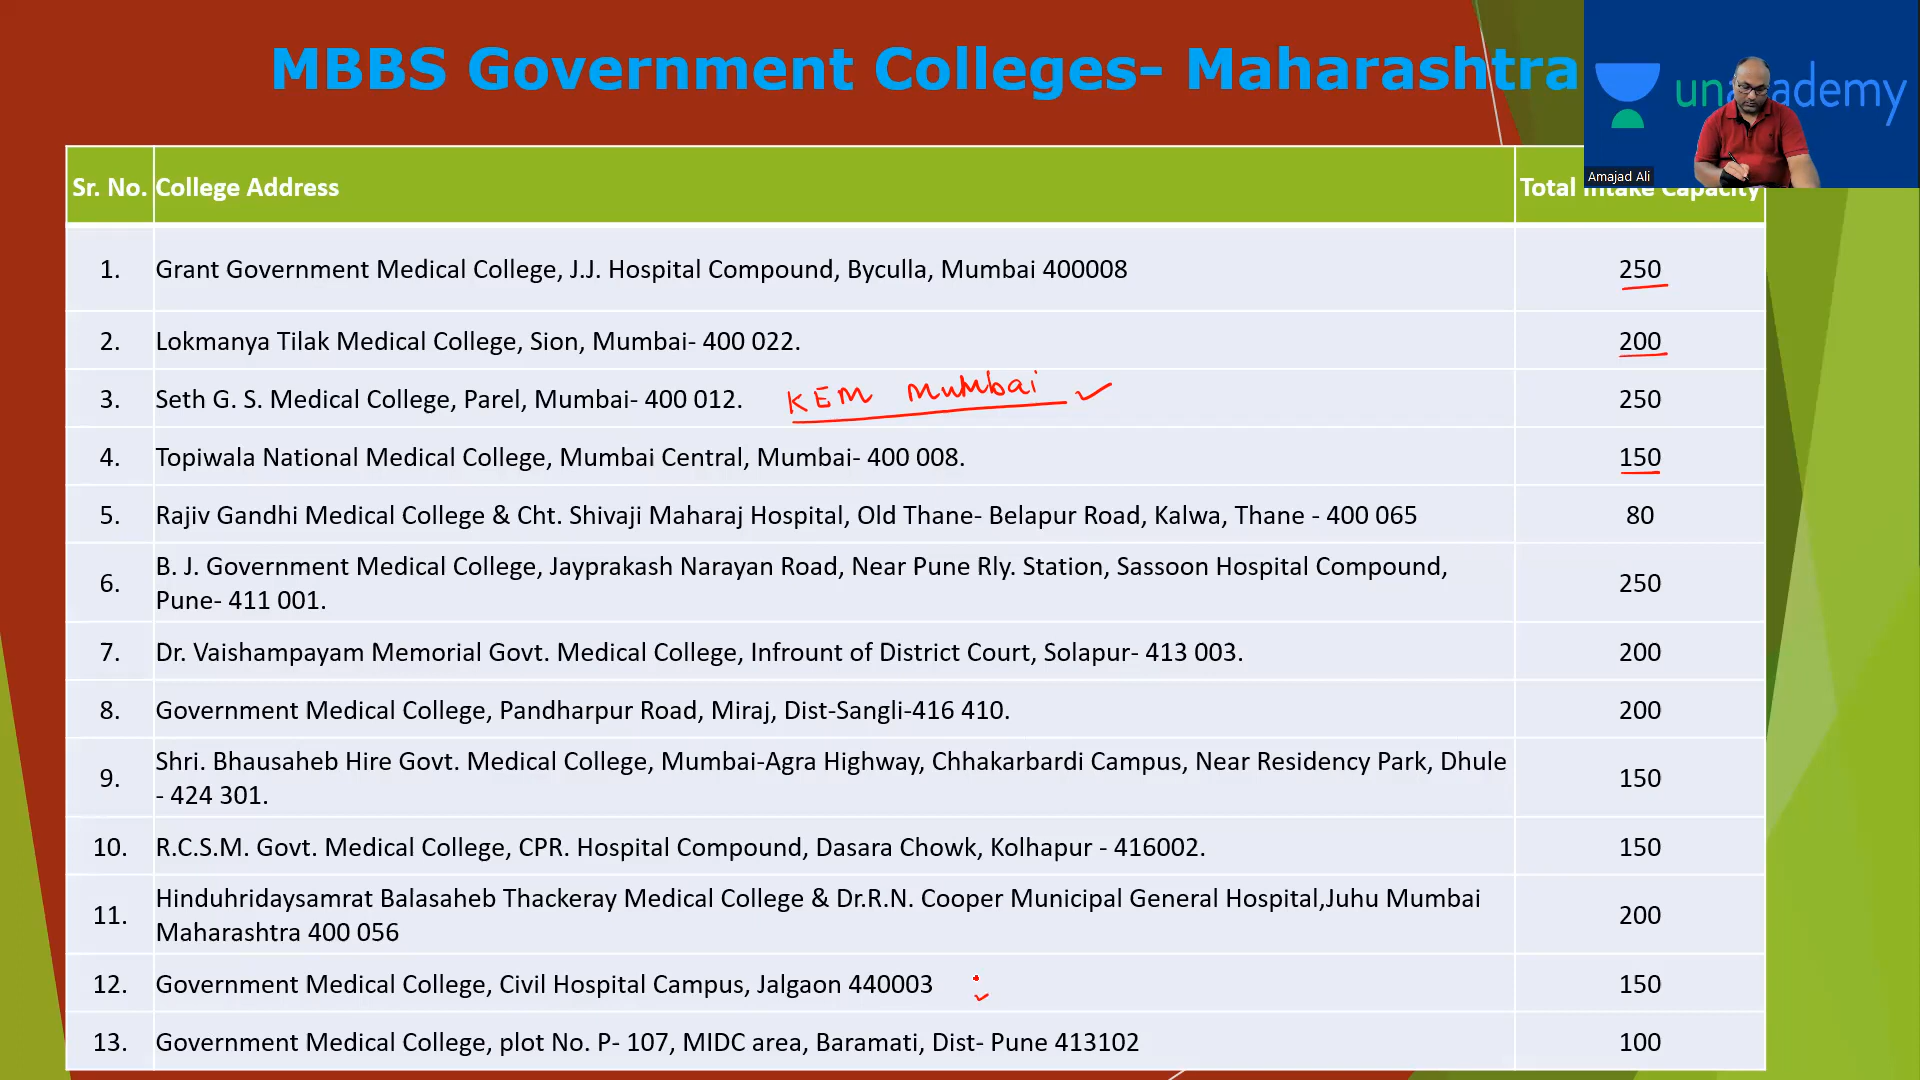 MBBS Government Colleges- Maharashtra
unacademy
Amajad Ali
Sr. No. College Address Total Intake Capacity
1. Grant Government Medical College, J.J. Hospital Compound, Byculla, Mumbai 400008 250
2. Lokmanya Tilak Medical College, Sion, Mumbai- 400 022. 200
3. Seth G. S. Medical College, Parel, Mumbai- 400 012. KEM Mumbai 250
4. Topiwala National Medical College, Mumbai Central, Mumbai- 400 008. 150
5. Rajiv Gandhi Medical College & Cht. Shivaji Maharaj Hospital, Old Thane- Belapur Road, Kalwa, Thane - 400 065 80
6. B. J. Government Medical College, Jayprakash Narayan Road, Near Pune Rly. Station, Sassoon Hospital Compound, 250
Pune- 411 001.
7. Dr. Vaishampayam Memorial Govt. Medical College, Infrount of District Court, Solapur- 413 003. 200
8. Government Medical College, Pandharpur Road, Miraj, Dist-Sangli-416 410. 200
9. Shri. Bhausaheb Hire Govt. Medical College, Mumbai-Agra Highway, Chhakarbardi Campus, Near Residency Park, Dhule 150
- 424 301.
10. R.C.S.M. Govt. Medical College, CPR. Hospital Compound, Dasara Chowk, Kolhapur - 416002. 150
11. Hinduhridaysamrat Balasaheb Thackeray Medical College & Dr.R.N. Cooper Municipal General Hospital,Juhu Mumbai 200
Maharashtra 400 056
12. Government Medical College, Civil Hospital Campus, Jalgaon 440003 150
13. Government Medical College, plot No. P- 107, MIDC area, Baramati, Dist- Pune 413102 100